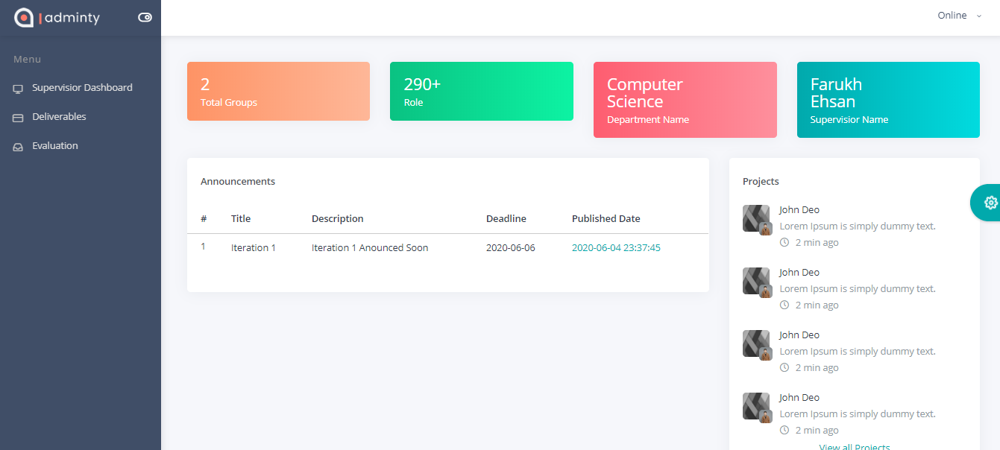 adminty
Online
Menu
Supervisior Dashboard
Deliverables
Evaluation
2
Total Groups
290+
Role
Computer
Science
Department Name
Farukh
Ehsan
Supervisior Name
Announcements
# Title Description Deadline Published Date
1 Iteration 1 Iteration 1 Anounced Soon 2020-06-06 2020-06-04 23:37:45
Projects
John Deo
Lorem Ipsum is simply dummy text.
2 min ago
John Deo
Lorem Ipsum is simply dummy text.
2 min ago
John Deo
Lorem Ipsum is simply dummy text.
2 min ago
John Deo
Lorem Ipsum is simply dummy text.
2 min ago
View all Projects